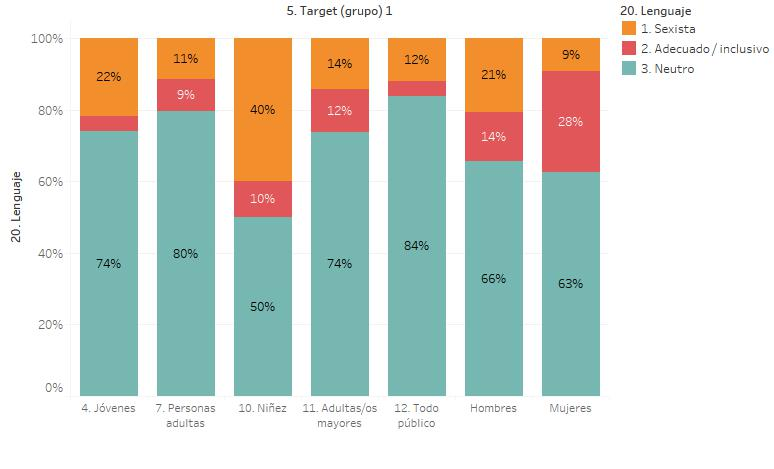 5. Target (grupo) 1
20. Lenguaje
1. Sexista
2. Adecuado / inclusivo
3. Neutro
20. Lenguaje
100%
80%
60%
40%
20%
0%
22%
74%
11%
9%
80%
40%
10%
50%
14%
12%
74%
12%
84%
21%
14%
66%
9%
28%
63%
4. Jóvenes
7. Personas
adultas
10. Niñez
11. Adultas/os
mayores
12. Todo
público
Hombres
Mujeres